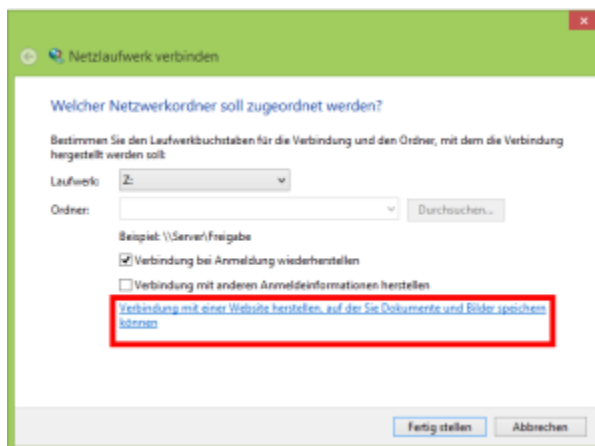 Netzlaufwerk verbinden
Welcher Netzwerkordner soll zugeordnet werden?
Bestimmen Sie den Laufwerkbuchstaben für die Verbindung und den Ordner, mit dem die Verbindung
hergestellt werden soll:
Laufwerk: Z:
Ordner: Durchsuchen...
Beispiel: \\Server\Freigabe
Verbindung bei Anmeldung wiederherstellen
Verbindung mit anderen Anmeldeinformationen herstellen
Verbindung mit einer Website herstellen, auf der Sie Dokumente und Bilder speichern
können
Fertig stellen Abbrechen